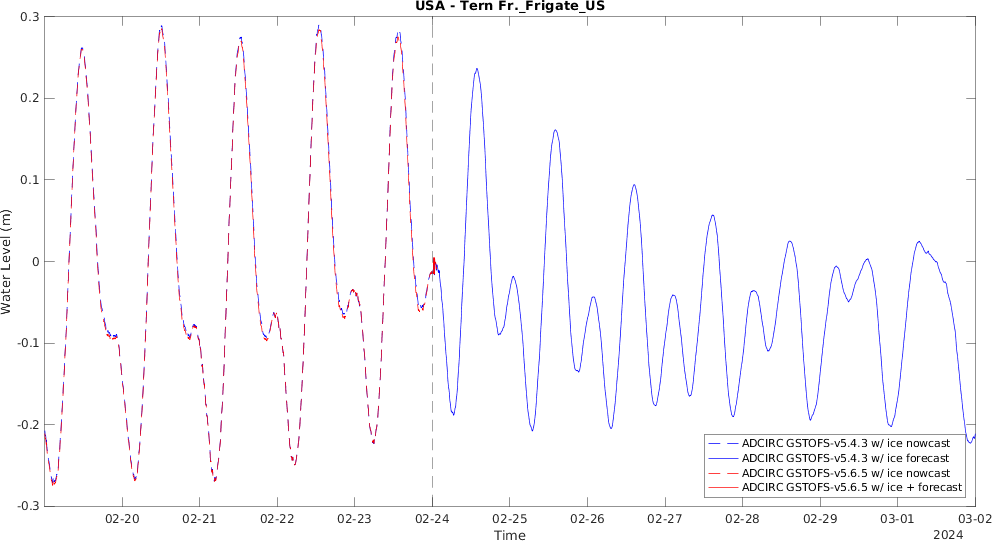 USA - Tern Fr._Frigate_US
Water Level (m)
0.3
0.2
0.1
0
-0.1
-0.2
-0.3
ADCIRC GSTOFS-v5.4.3 w/ ice nowcast
ADCIRC GSTOFS-v5.4.3 w/ ice forecast
ADCIRC GSTOFS-v5.6.5 w/ ice nowcast
ADCIRC GSTOFS-v5.6.5 w/ ice + forecast
02-20 02-21 02-22 02-23 02-24 02-25 02-26 02-27 02-28 02-29 03-01 03-02
Time
2024